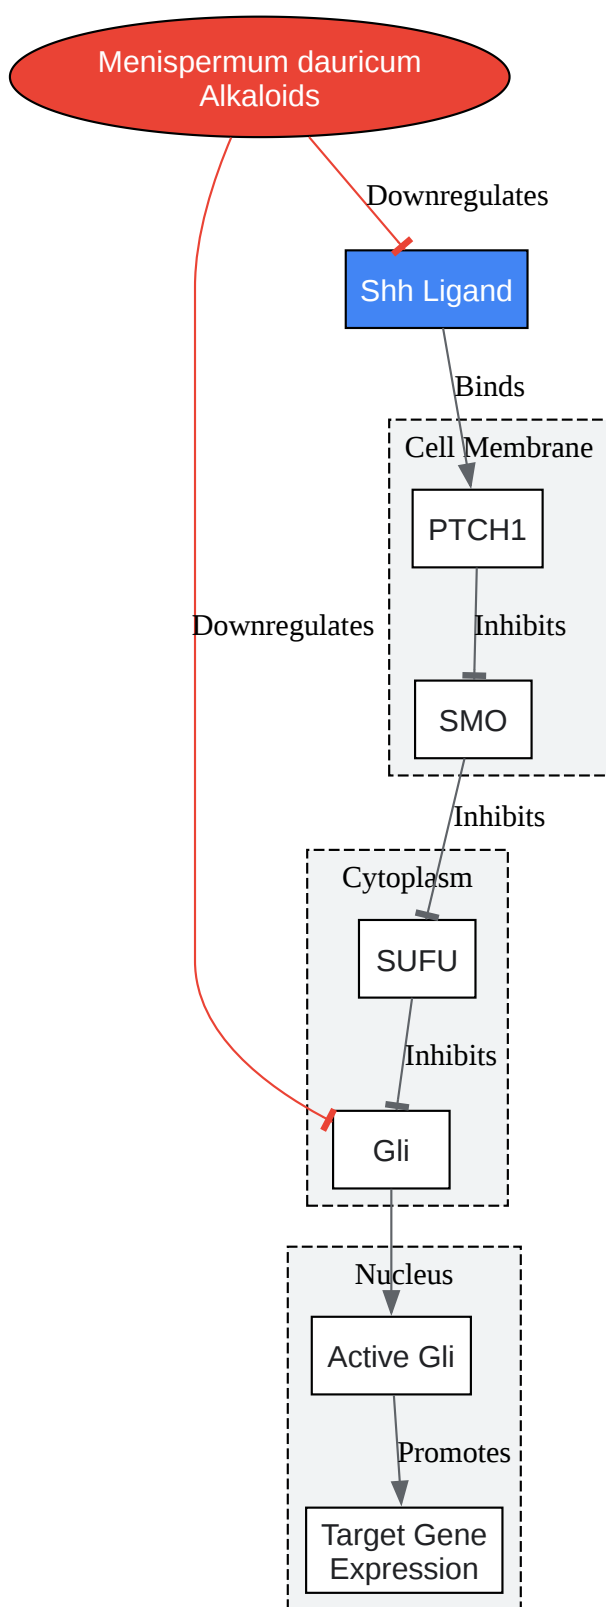 Menispermum dauricum
Alkaloids
Downregulates
Shh Ligand
Binds
Cell Membrane
PTCH1
Downregulates
Inhibits
SMO
Inhibits
Cytoplasm
SUFU
Inhibits
Gli
Nucleus
Active Gli
Promotes
Target Gene
Expression